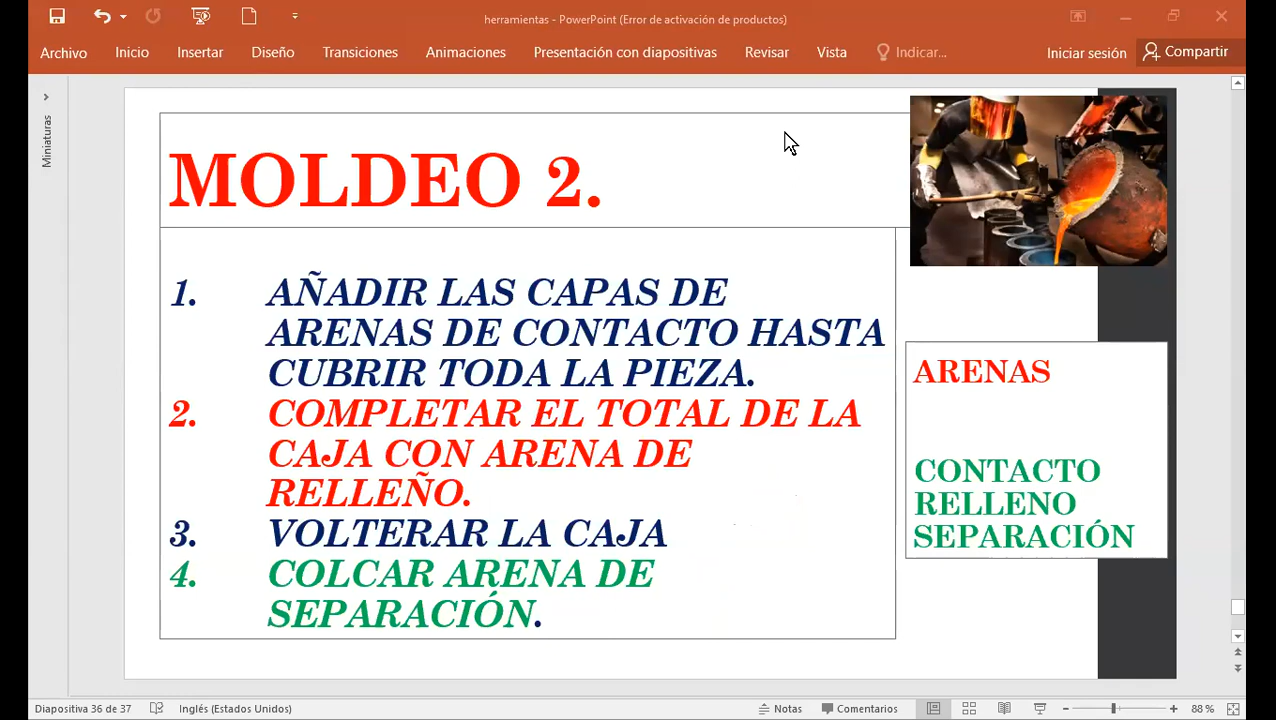 herramientas - PowerPoint (Error de activación de productos)
Archivo Inicio Insertar Diseño Transiciones Animaciones Presentación con diapositivas Revisar Vista Indicar... Iniciar sesión Compartir
Miniaturas
MOLDEO 2.
1. AÑADIR LAS CAPAS DE
ARENAS DE CONTACTO HASTA
CUBRIR TODA LA PIEZA.
2. COMPLETAR EL TOTAL DE LA
CAJA CON ARENA DE
RELLEÑO.
3. VOLTERAR LA CAJA
4. COLCAR ARENA DE
SEPARACIÓN.
ARENAS
CONTACTO
RELLENO
SEPARACIÓN
Diapositiva 36 de 37 Inglés (Estados Unidos) Notas Comentarios 88 %